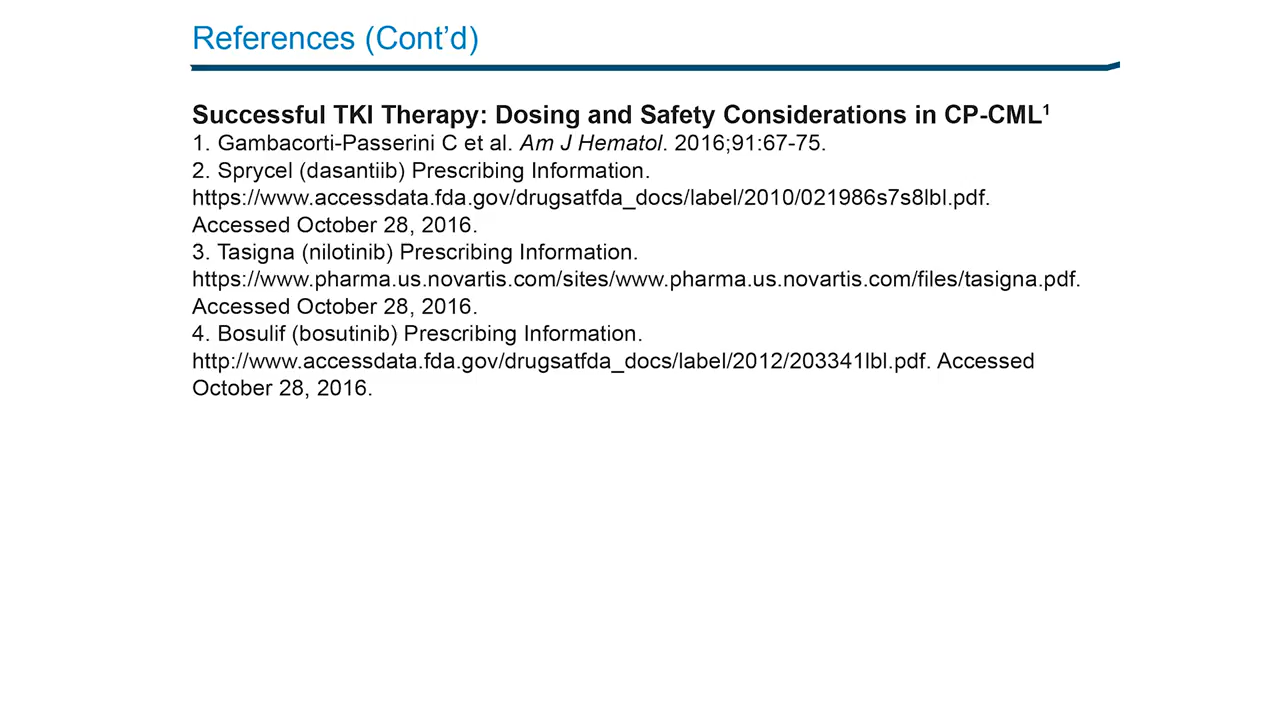 References (Cont’d)
Successful TKI Therapy: Dosing and Safety Considerations in CP-CML¹
1. Gambacorti-Passerini C et al. Am J Hematol. 2016;91:67-75.
2. Sprycel (dasantiib) Prescribing Information.
https://www.accessdata.fda.gov/drugsatfda_docs/label/2010/021986s7s8lbl.pdf.
Accessed October 28, 2016.
3. Tasigna (nilotinib) Prescribing Information.
https://www.pharma.us.novartis.com/sites/www.pharma.us.novartis.com/files/tasigna.pdf.
Accessed October 28, 2016.
4. Bosulif (bosutinib) Prescribing Information.
http://www.accessdata.fda.gov/drugsatfda_docs/label/2012/203341lbl.pdf. Accessed
October 28, 2016.